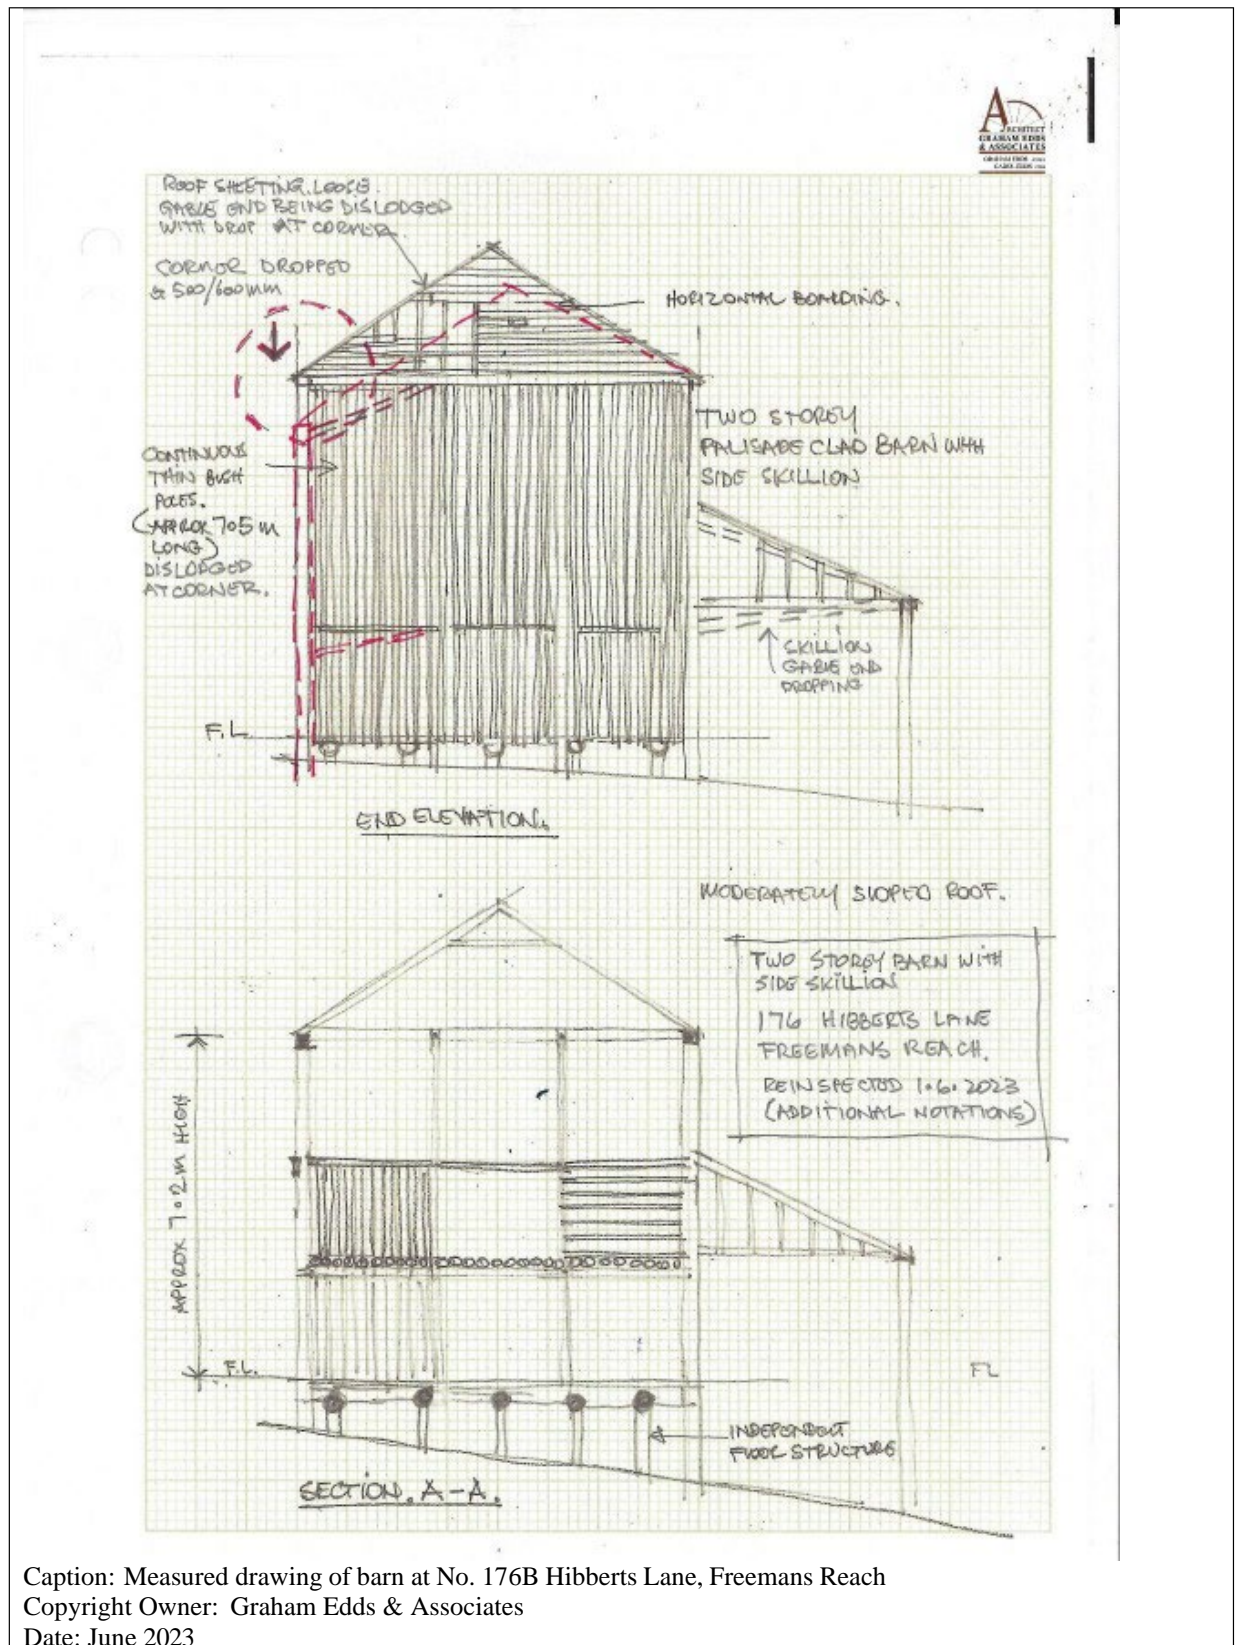 ARCHITECT
GRAHAM EDDS
& ASSOCIATES
ROOF SHEETING LOOSE.
GABLE END BEING DISLODGED
WITH DROP AT CORNER.
CORNER DROPPED
500/600mm
HORIZONTAL BOARDING.
TWO STOREY
PALISADE CLAD BARN WITH
SIDE SKILLION
CONTINUOUS
THIN BUSH
POLES.
(APPROX 7.5m
LONG)
DISLODGED
AT CORNER.
SKILLION
GABLE END
DROPPING
F.L
END ELEVATION.
MODERATELY SLOPED ROOF.
TWO STOREY BARN WITH
SIDE SKILLION
176 HIBBERTS LANE
FREEMANS REACH.
REINSPECTED 1.6.2023
(ADDITIONAL NOTATIONS)
APPROX 7.2m HIGH
F.L.
FL
INDEPENDENT
FLOOR STRUCTURE
SECTION. A-A.
Caption: Measured drawing of barn at No. 176B Hibberts Lane, Freemans Reach
Copyright Owner: Graham Edds & Associates
Date: June 2023